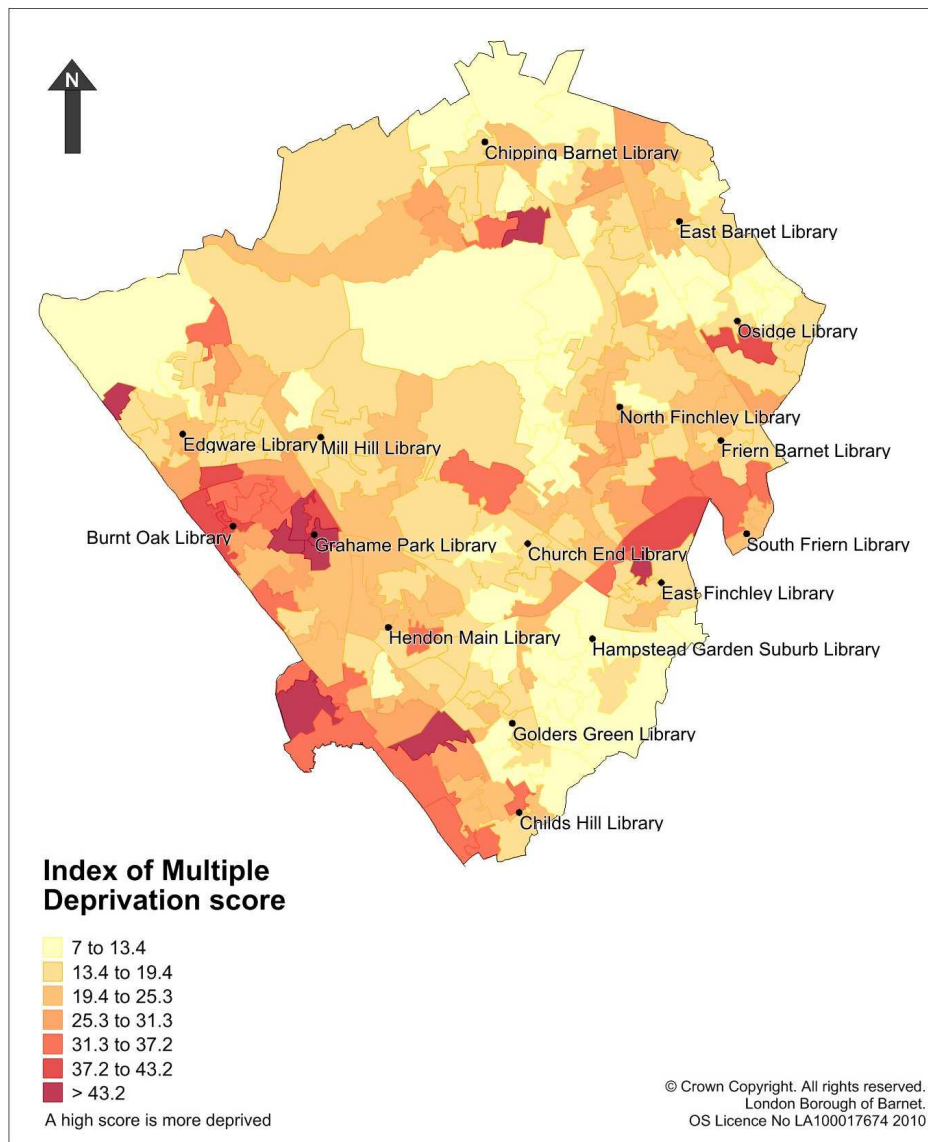 N
Chipping Barnet Library
East Barnet Library
Osidge Library
North Finchley Library
Edgware Library
Mill Hill Library
Friern Barnet Library
Burnt Oak Library
Grahame Park Library
Church End Library
South Friern Library
East Finchley Library
Hendon Main Library
Hampstead Garden Suburb Library
Golders Green Library
Childs Hill Library
Index of Multiple
Deprivation score
7 to 13.4
13.4 to 19.4
19.4 to 25.3
25.3 to 31.3
31.3 to 37.2
37.2 to 43.2
> 43.2
A high score is more deprived
© Crown Copyright. All rights reserved.
London Borough of Barnet.
OS Licence No LA100017674 2010